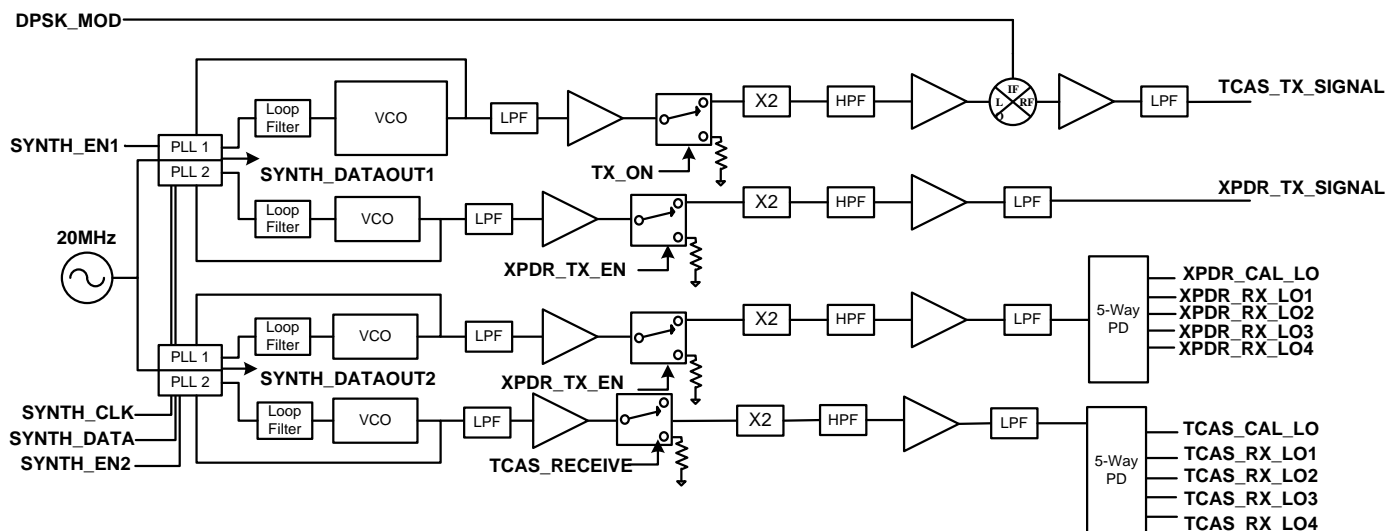 DPSK_MOD
TCAS_TX_SIGNAL
Loop
Filter
VCO
LPF
X2
HPF
L
IF
RF
LPF
SYNTH_EN1
PLL 1
PLL 2
SYNTH_DATAOUT1
TX_ON
XPDR_TX_SIGNAL
Loop
Filter
VCO
LPF
X2
HPF
LPF
20MHz
XPDR_TX_EN
Loop
Filter
VCO
LPF
X2
HPF
LPF
5-Way
PD
XPDR_CAL_LO
XPDR_RX_LO1
XPDR_RX_LO2
XPDR_RX_LO3
XPDR_RX_LO4
PLL 1
PLL 2
SYNTH_DATAOUT2
XPDR_TX_EN
SYNTH_CLK
SYNTH_DATA
SYNTH_EN2
Loop
Filter
VCO
LPF
X2
HPF
LPF
TCAS_RECEIVE
5-Way
PD
TCAS_CAL_LO
TCAS_RX_LO1
TCAS_RX_LO2
TCAS_RX_LO3
TCAS_RX_LO4